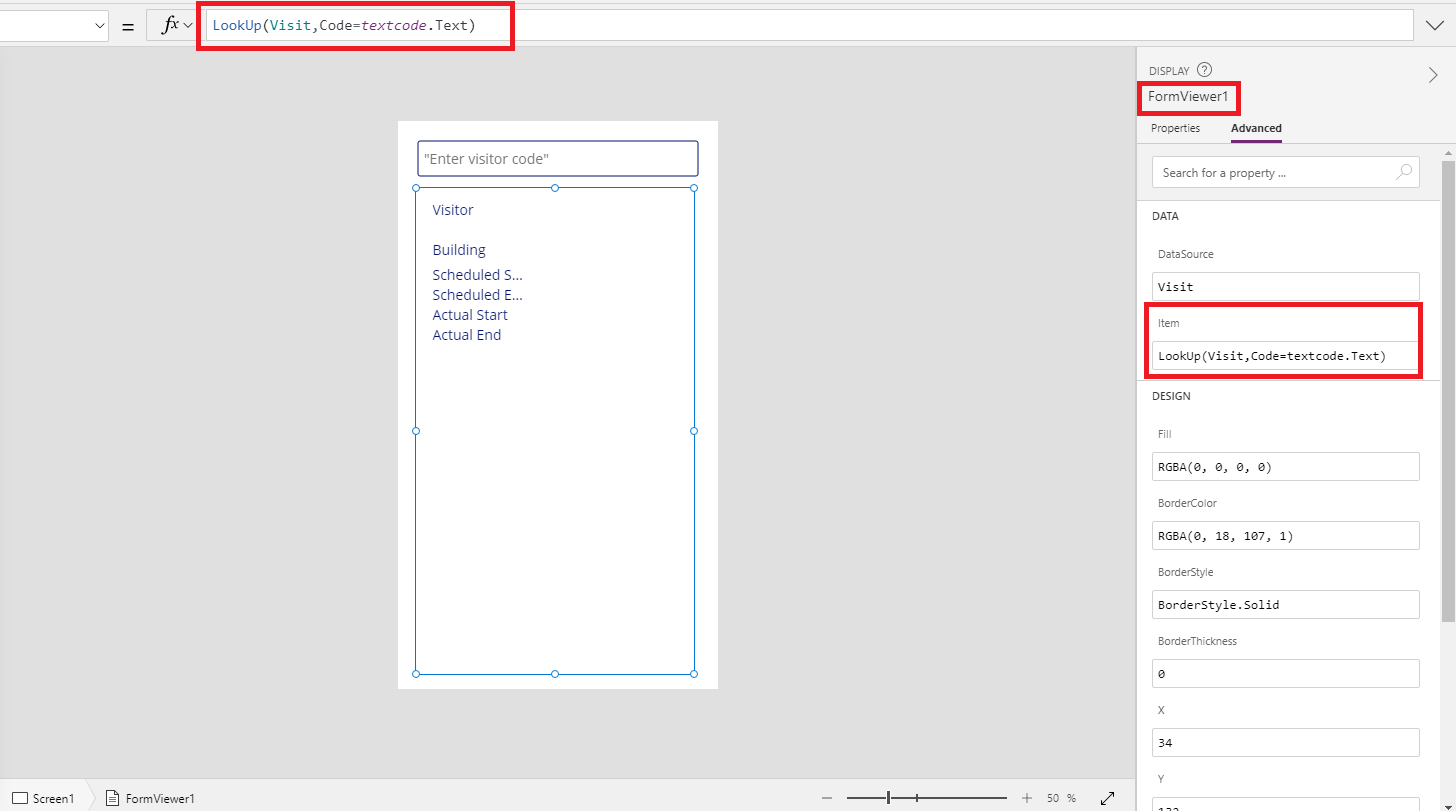 = fx LookUp(Visit,Code=textcode.Text)
"Enter visitor code"
Visitor
Building
Scheduled S...
Scheduled E...
Actual Start
Actual End
DISPLAY ?
FormViewer1
Properties Advanced
Search for a property ...
DATA
DataSource
Visit
Item
LookUp(Visit,Code=textcode.Text)
DESIGN
Fill
RGBA(0, 0, 0, 0)
BorderColor
RGBA(0, 18, 107, 1)
BorderStyle
BorderStyle.Solid
BorderThickness
0
X
34
Y
Screen1 FormViewer1
50 %